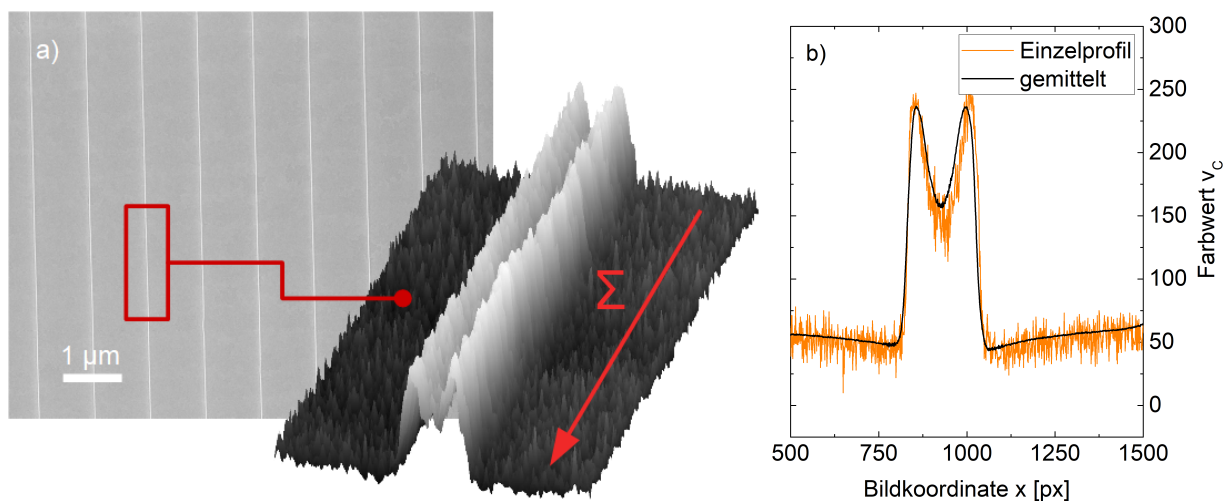 a)
1 µm
Σ
b)
Einzelprofil
gemittelt
300
250
200
150
100
50
0
Farbwert v_C
500
750
1000
1250
1500
Bildkoordinate x [px]